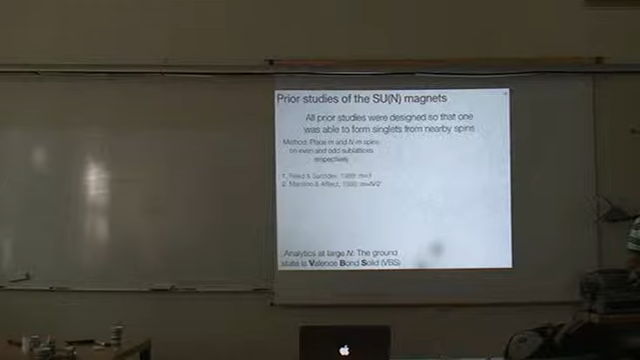 Prior studies of the SU(N) magnets
All prior studies were designed so that one
was able to form singlets from nearby spins
Method: Place m and N-m spins
on even and odd sublattices
respectively
1. Read & Sachdev, 1989: m=1
2. Marston & Affleck, 1988: m=N/2
Analytics at large N: The ground
state is Valence Bond Solid (VBS)